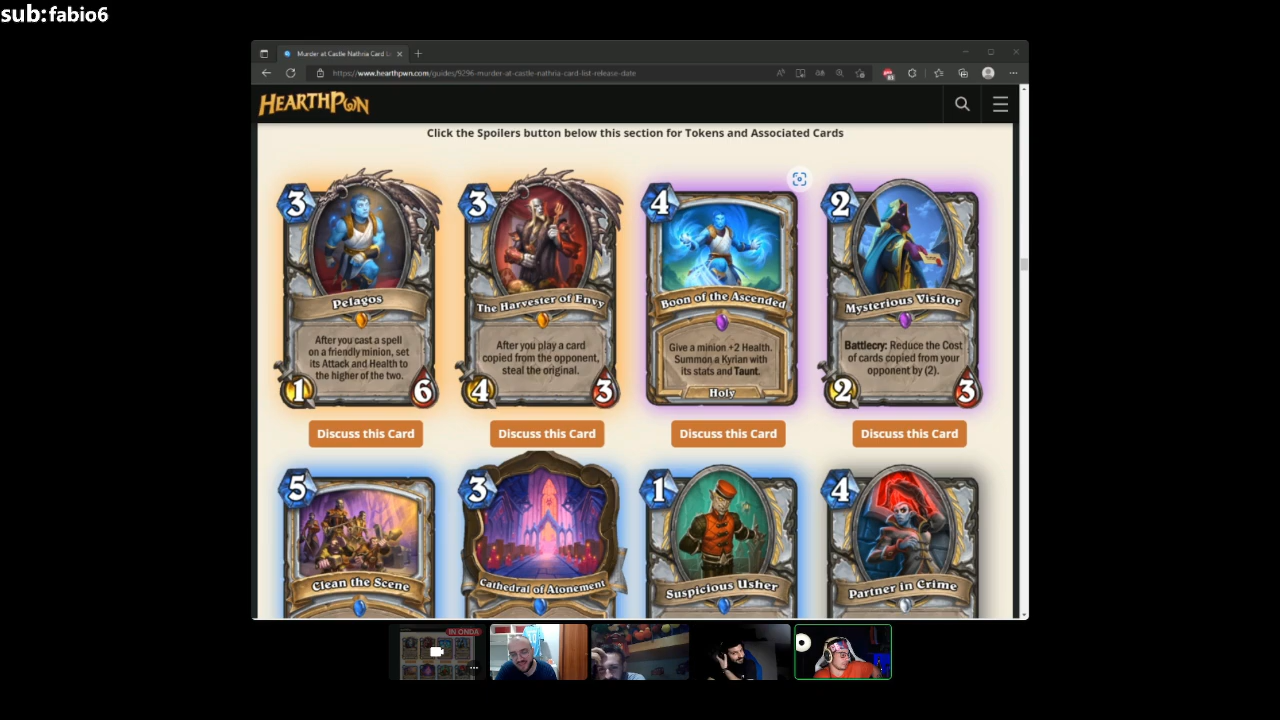 sub:fabio6
Murder at Castle Nathria Card Li
https://www.hearthpwn.com/guides/9296-murder-at-castle-nathria-card-list-release-date
HEARTHPWN
Click the Spoilers button below this section for Tokens and Associated Cards
3
Pelagos
After you cast a spell
on a friendly minion, set
its Attack and Health to
the higher of the two.
1
6
3
The Harvester of Envy
After you play a card
copied from the opponent,
steal the original.
4
3
4
Boon of the Ascended
Give a minion +2 Health.
Summon a Kyrian with
its stats and Taunt.
Holy
2
Mysterious Visitor
Battlecry: Reduce the Cost
of cards copied from your
opponent by (2).
2
3
Discuss this Card
Discuss this Card
Discuss this Card
Discuss this Card
5
Clean the Scene
3
Cathedral of Atonement
1
Suspicious Usher
4
Partner in Crime
IN ONDA